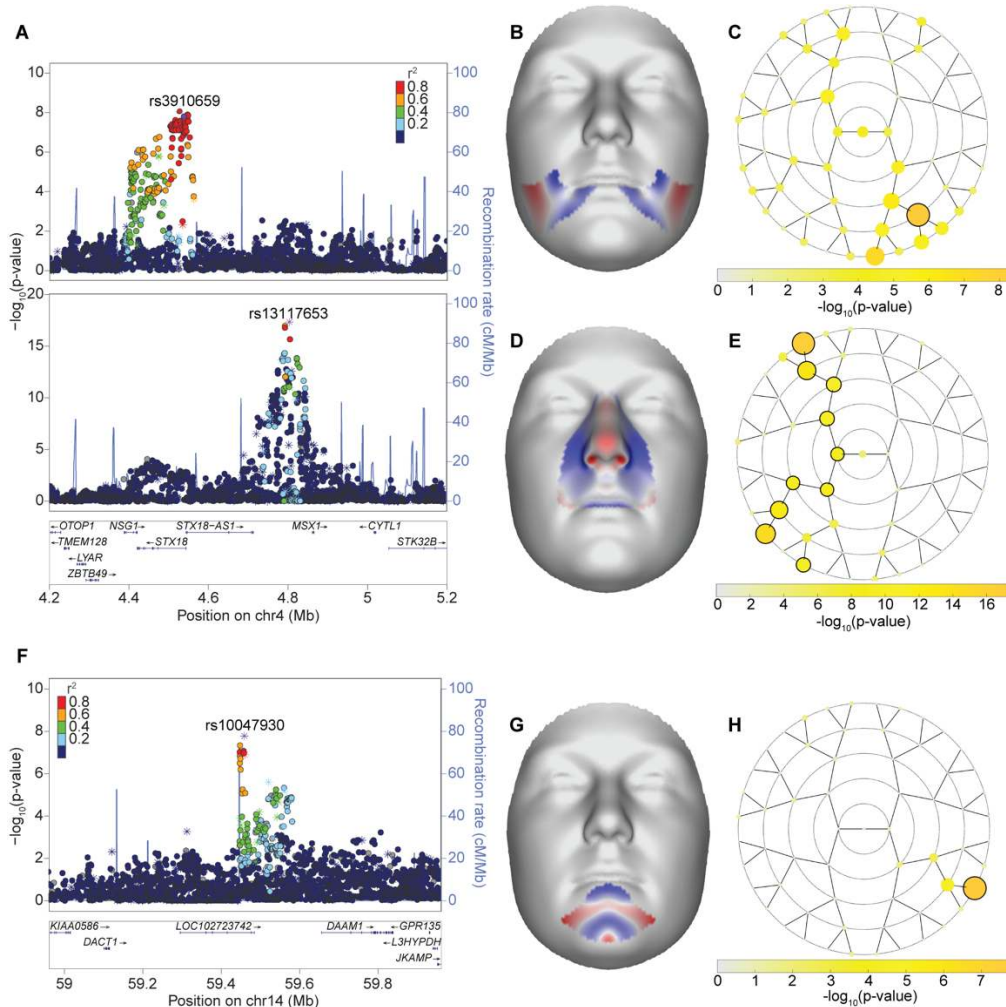 A
B
C
10
8
6
4
2
0
−log₁₀(p-value)
rs3910659
r²
0.8
0.6
0.4
0.2
100
80
60
40
20
0
Recombination rate (cM/Mb)
0 1 2 3 4 5 6 7 8
-log₁₀(p-value)
20
15
10
5
0
rs13117653
100
80
60
40
20
0
D
E
←OTOP1 NSG1→ STX18−AS1→ MSX1→ ←CYTL1
←TMEM128 ←STX18 STK32B→
←LYAR
ZBTB49→
4.2 4.4 4.6 4.8 5 5.2
Position on chr4 (Mb)
0 2 4 6 8 10 12 14 16
-log₁₀(p-value)
F
G
H
10
8
6
4
2
0
−log₁₀(p-value)
r²
0.8
0.6
0.4
0.2
rs10047930
100
80
60
40
20
0
Recombination rate (cM/Mb)
KIAA0586→ LOC102723742→ DAAM1→ ←GPR135
DACT1→ ←L3HYPDH
JKAMP→
59 59.2 59.4 59.6 59.8
Position on chr14 (Mb)
0 1 2 3 4 5 6 7
-log₁₀(p-value)